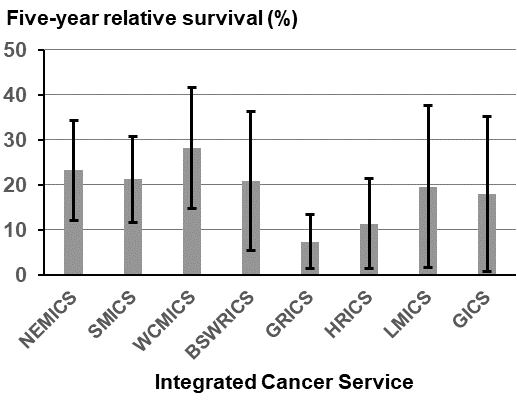 Five-year relative survival (%)
50
40
30
20
10
0
NEMICS
SMICS
WCMICS
BSWRICS
GRICS
HRICS
LMICS
GICS
Integrated Cancer Service